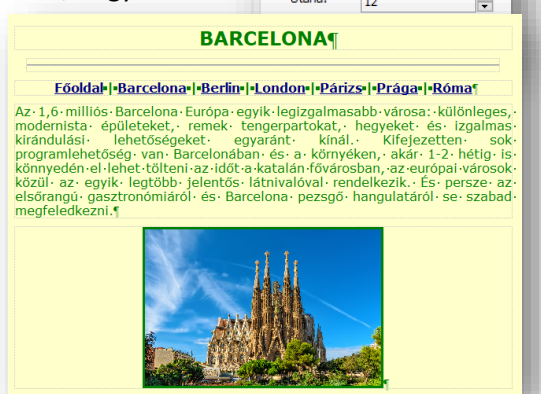 12
BARCELONA¶
Főoldal·|·Barcelona·|·Berlin·|·London·|·Párizs·|·Prága·|·Róma¶
Az·1,6·milliós·Barcelona·Európa·egyik·legizgalmasabb·városa:·különleges,·
modernista·épületeket,·remek·tengerpartokat,·hegyeket·és·izgalmas·
kirándulási·lehetőségeket·egyaránt·kínál.·Kifejezetten·sok·
programlehetőség·van·Barcelonában·és·a·környéken,·akár·1-2·hétig·is·
könnyedén·el·lehet·tölteni·az·időt·a·katalán·fővárosban,·az·európai·városok·
közül·az·egyik·legtöbb·jelentős·látnivalóval·rendelkezik.·És·persze·az·
elsőrangú·gasztronómiáról·és·Barcelona·pezsgő·hangulatáról·se·szabad·
megfeledkezni.¶
¶